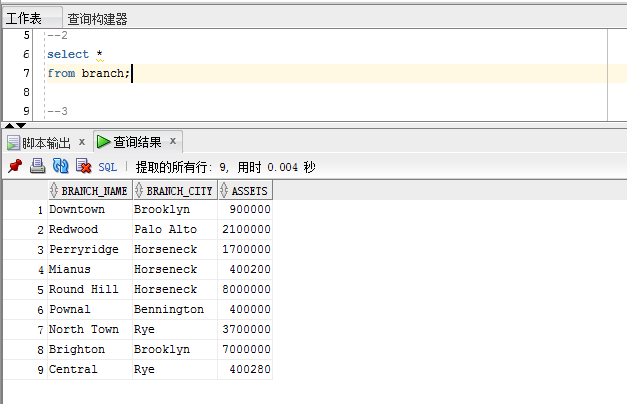 工作表 查询构建器
5 --2
6 select *
7 from branch;
8
9 --3
脚本输出 x 查询结果 x
SQL | 提取的所有行: 9, 用时 0.004 秒
BRANCH_NAME BRANCH_CITY ASSETS
1 Downtown Brooklyn 900000
2 Redwood Palo Alto 2100000
3 Perryridge Horseneck 1700000
4 Mianus Horseneck 400200
5 Round Hill Horseneck 8000000
6 Pownal Bennington 400000
7 North Town Rye 3700000
8 Brighton Brooklyn 7000000
9 Central Rye 400280